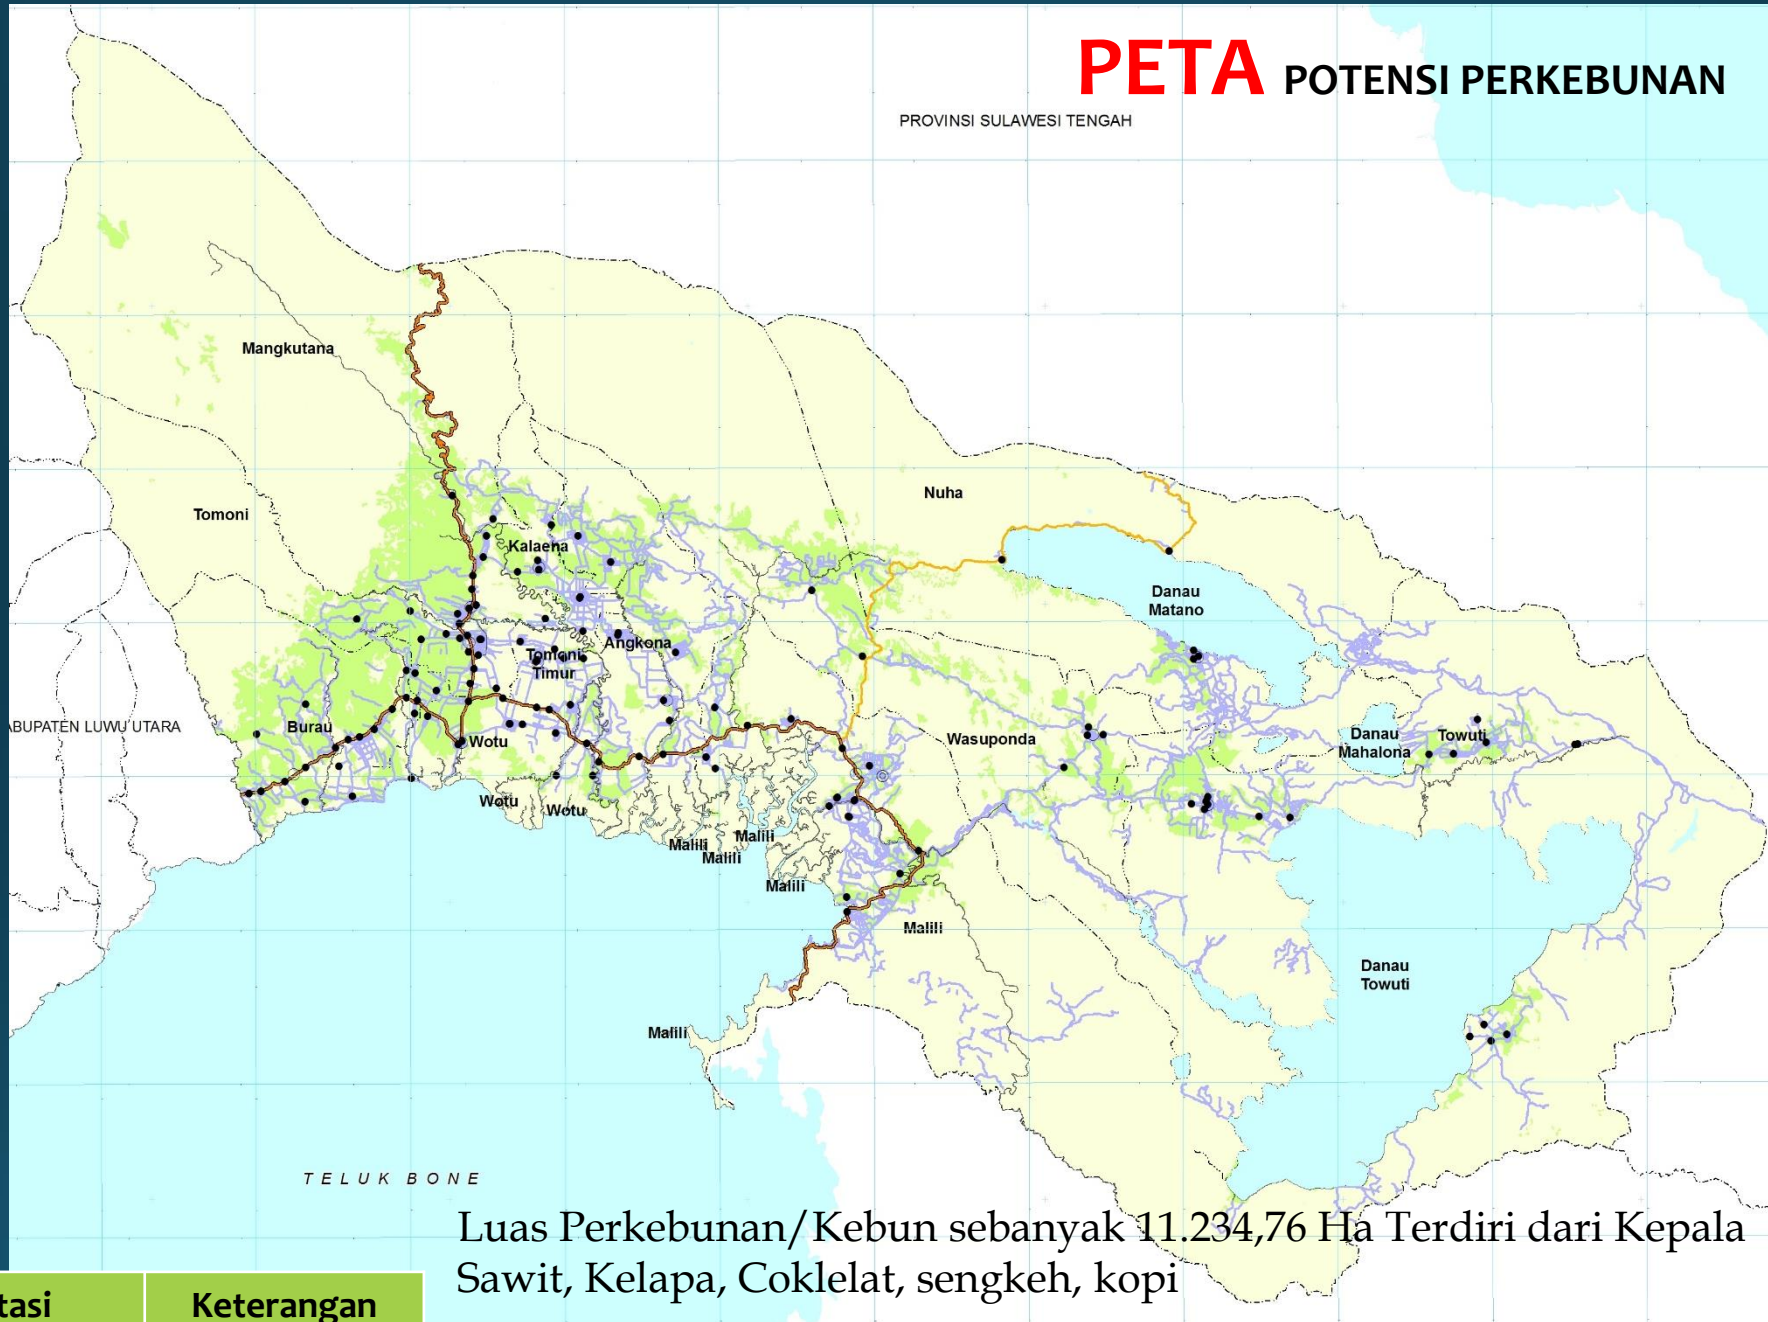 PETA POTENSI PERKEBUNAN
PROVINSI SULAWESI TENGAH
Mangkutana
Nuha
Tomoni
Kalaena
Danau
Matano
Angkona
Tomoni
Timur
ABUPATEN LUWU UTARA
Burau
Wotu
Wasuponda
Danau
Mahalona
Towuti
Wotu
Wotu
Malili
Malili
Malili
Malili
Malili
Danau
Towuti
Malili
TELUK BONE
Luas Perkebunan/Kebun sebanyak 11.234,76 Ha Terdiri dari Kepala
Sawit, Kelapa, Coklelat, sengkeh, kopi
tasi Keterangan